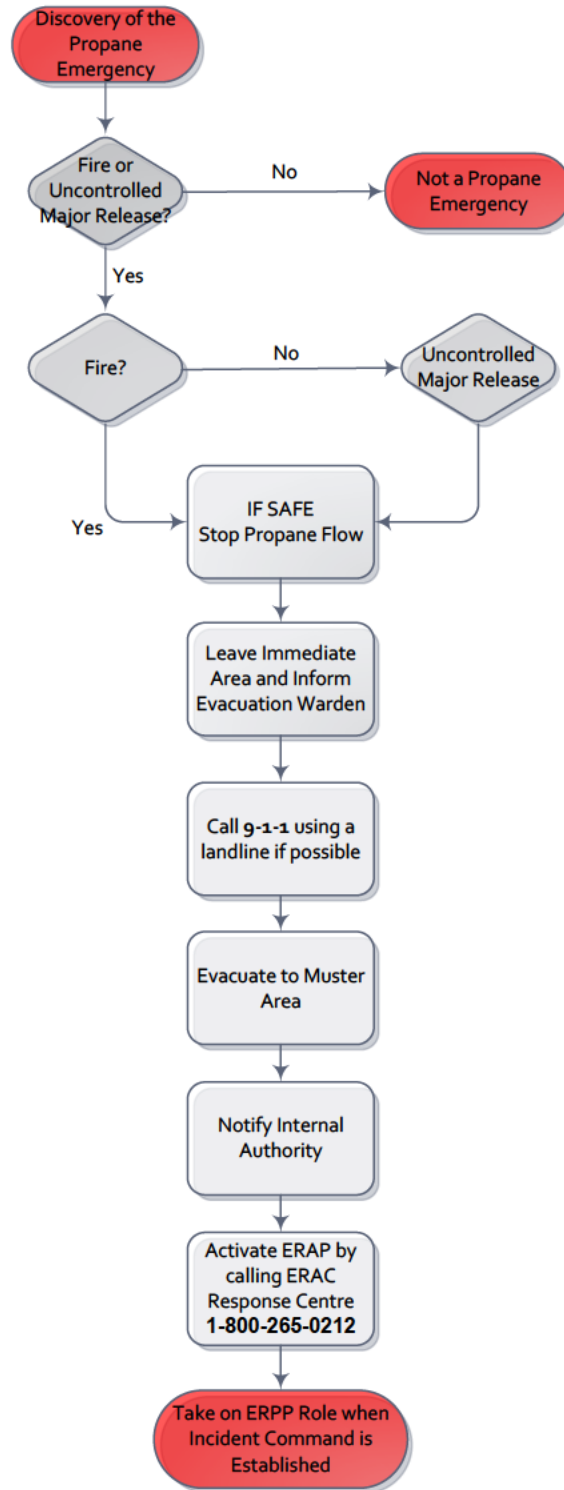 Discovery of the
Propane
Emergency
Fire or
Uncontrolled
Major Release?
No
Not a Propane
Emergency
Yes
Fire?
No
Uncontrolled
Major Release
Yes
IF SAFE
Stop Propane Flow
Leave Immediate
Area and Inform
Evacuation Warden
Call 9-1-1 using a
landline if possible
Evacuate to Muster
Area
Notify Internal
Authority
Activate ERAP by
calling ERAC
Response Centre
1-800-265-0212
Take on ERPP Role when
Incident Command is
Established